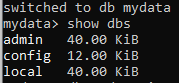 switched to db mydata
mydata> show dbs
admin   40.00 KiB
config  12.00 KiB
local   40.00 KiB